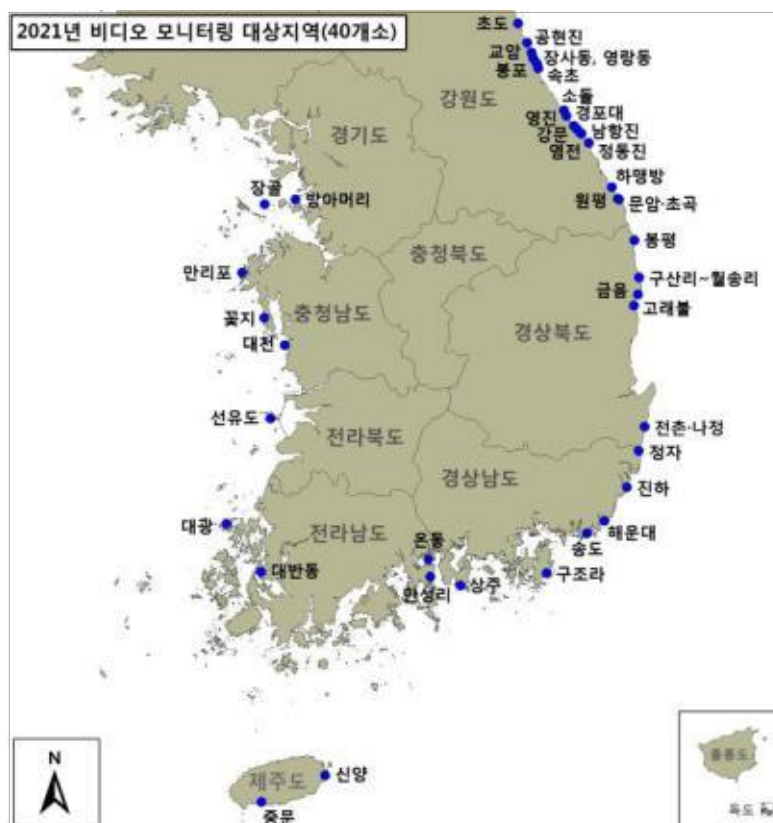 2021년 비디오 모니터링 대상지역(40개소)
초도
공현진
교암
장사동, 영랑동
봉포
속초
강원도
소돌
영진
경포대
강문
남항진
염전
정동진
경기도
하맹방
장골
방아머리
원평
문암·초곡
봉평
충청북도
만리포
구산리~월송리
금음
꽃지
충청남도
고래불
경상북도
대천
선유도
전라북도
전촌·나정
정자
경상남도
진하
대광
전라남도
해운대
송도
온동
대반동
구조라
안성리
상주
N
울릉도
제주도
신양
중문
독도